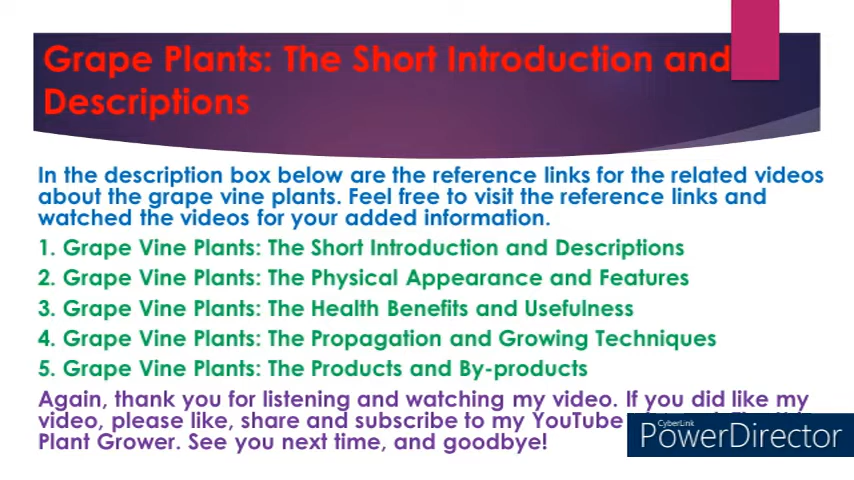 Grape Plants: The Short Introduction and
Descriptions
In the description box below are the reference links for the related videos
about the grape vine plants. Feel free to visit the reference links and
watched the videos for your added information.
1. Grape Vine Plants: The Short Introduction and Descriptions
2. Grape Vine Plants: The Physical Appearance and Features
3. Grape Vine Plants: The Health Benefits and Usefulness
4. Grape Vine Plants: The Propagation and Growing Techniques
5. Grape Vine Plants: The Products and By-products
Again, thank you for listening and watching my video. If you did like my
video, please like, share and subscribe to my YouTube
Plant Grower. See you next time, and goodbye!
CyberLink
PowerDirector